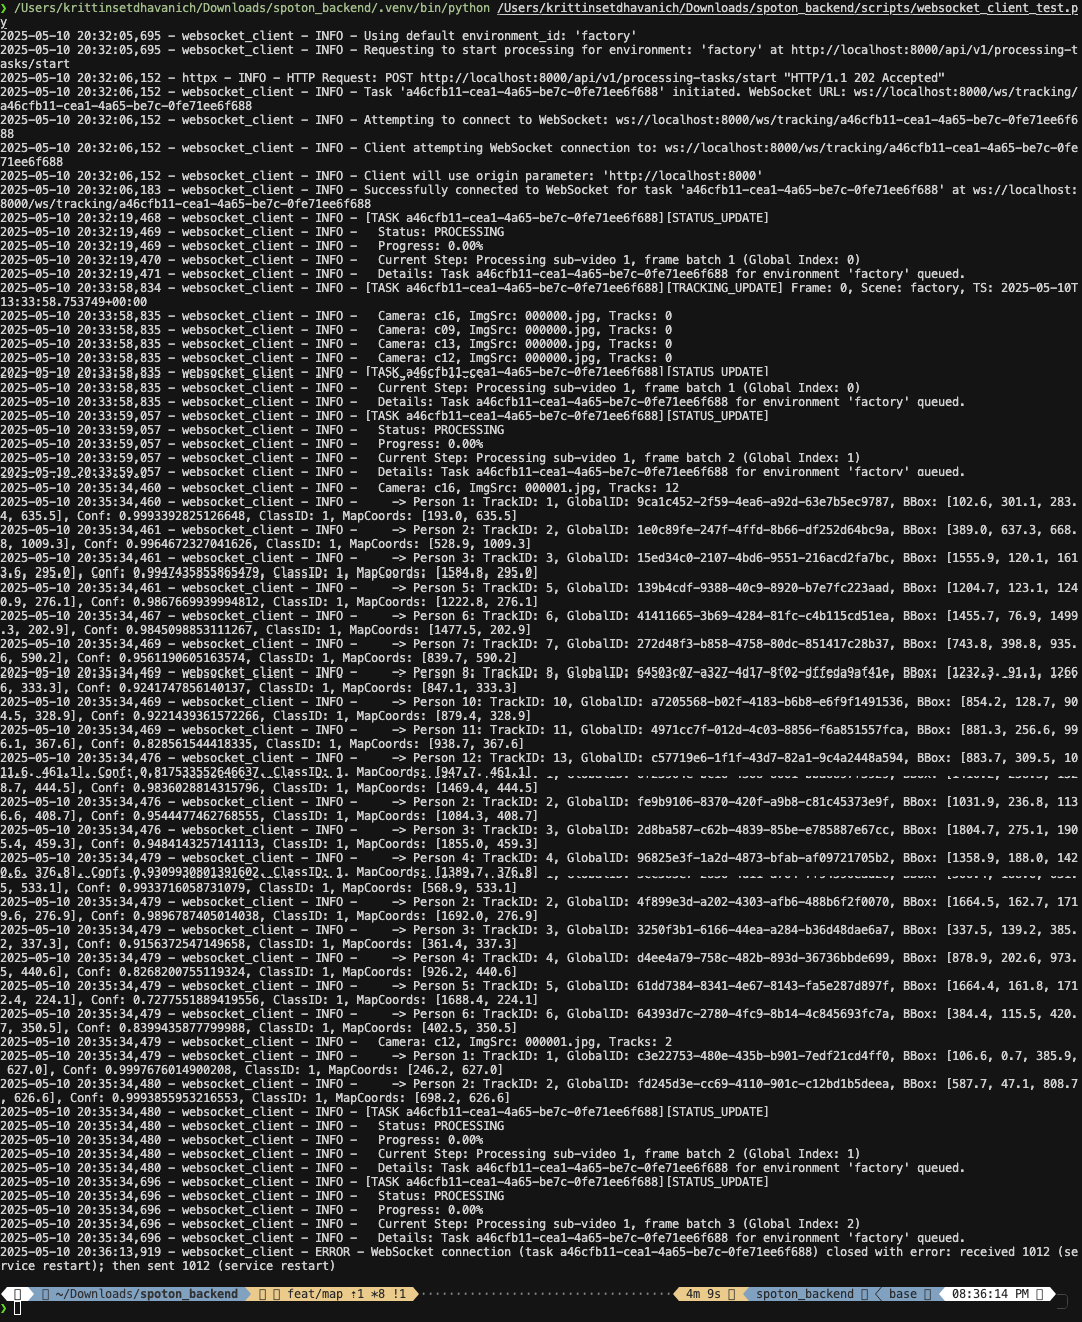 ❯ /Users/krittinsetdhavanich/Downloads/spoton_backend/.venv/bin/python /Users/krittinsetdhavanich/Downloads/spoton_backend/scripts/websocket_client_test.p
y
2025-05-10 20:32:05,695 - websocket_client - INFO - Using default environment_id: 'factory'
2025-05-10 20:32:05,695 - websocket_client - INFO - Requesting to start processing for environment: 'factory' at http://localhost:8000/api/v1/processing-t
asks/start
2025-05-10 20:32:06,152 - httpx - INFO - HTTP Request: POST http://localhost:8000/api/v1/processing-tasks/start "HTTP/1.1 202 Accepted"
2025-05-10 20:32:06,152 - websocket_client - INFO - Task 'a46cfb11-cea1-4a65-be7c-0fe71ee6f688' initiated. WebSocket URL: ws://localhost:8000/ws/tracking/
a46cfb11-cea1-4a65-be7c-0fe71ee6f688
2025-05-10 20:32:06,152 - websocket_client - INFO - Attempting to connect to WebSocket: ws://localhost:8000/ws/tracking/a46cfb11-cea1-4a65-be7c-0fe71ee6f6
88
2025-05-10 20:32:06,152 - websocket_client - INFO - Client attempting WebSocket connection to: ws://localhost:8000/ws/tracking/a46cfb11-cea1-4a65-be7c-0fe
71ee6f688
2025-05-10 20:32:06,152 - websocket_client - INFO - Client will use origin parameter: 'http://localhost:8000'
2025-05-10 20:32:06,183 - websocket_client - INFO - Successfully connected to WebSocket for task 'a46cfb11-cea1-4a65-be7c-0fe71ee6f688' at ws://localhost:
8000/ws/tracking/a46cfb11-cea1-4a65-be7c-0fe71ee6f688
2025-05-10 20:32:19,468 - websocket_client - INFO - [TASK a46cfb11-cea1-4a65-be7c-0fe71ee6f688][STATUS_UPDATE]
2025-05-10 20:32:19,469 - websocket_client - INFO -   Status: PROCESSING
2025-05-10 20:32:19,469 - websocket_client - INFO -   Progress: 0.00%
2025-05-10 20:32:19,470 - websocket_client - INFO -   Current Step: Processing sub-video 1, frame batch 1 (Global Index: 0)
2025-05-10 20:32:19,471 - websocket_client - INFO -   Details: Task a46cfb11-cea1-4a65-be7c-0fe71ee6f688 for environment 'factory' queued.
2025-05-10 20:33:58,834 - websocket_client - INFO - [TASK a46cfb11-cea1-4a65-be7c-0fe71ee6f688][TRACKING_UPDATE] Frame: 0, Scene: factory, TS: 2025-05-10T
13:33:58.753749+00:00
2025-05-10 20:33:58,835 - websocket_client - INFO -   Camera: c16, ImgSrc: 000000.jpg, Tracks: 0
2025-05-10 20:33:58,835 - websocket_client - INFO -   Camera: c09, ImgSrc: 000000.jpg, Tracks: 0
2025-05-10 20:33:58,835 - websocket_client - INFO -   Camera: c13, ImgSrc: 000000.jpg, Tracks: 0
2025-05-10 20:33:58,835 - websocket_client - INFO -   Camera: c12, ImgSrc: 000000.jpg, Tracks: 0
2025-05-10 20:33:58,835 - websocket_client - INFO - [TASK a46cfb11-cea1-4a65-be7c-0fe71ee6f688][STATUS_UPDATE]
2025-05-10 20:33:58,835 - websocket_client - INFO -   Current Step: Processing sub-video 1, frame batch 1 (Global Index: 0)
2025-05-10 20:33:58,835 - websocket_client - INFO -   Details: Task a46cfb11-cea1-4a65-be7c-0fe71ee6f688 for environment 'factory' queued.
2025-05-10 20:33:59,057 - websocket_client - INFO - [TASK a46cfb11-cea1-4a65-be7c-0fe71ee6f688][STATUS_UPDATE]
2025-05-10 20:33:59,057 - websocket_client - INFO -   Status: PROCESSING
2025-05-10 20:33:59,057 - websocket_client - INFO -   Progress: 0.00%
2025-05-10 20:33:59,057 - websocket_client - INFO -   Current Step: Processing sub-video 1, frame batch 2 (Global Index: 1)
2025-05-10 20:33:59,057 - websocket_client - INFO -   Details: Task a46cfb11-cea1-4a65-be7c-0fe71ee6f688 for environment 'factory' queued.
2025-05-10 20:35:34,460 - websocket_client - INFO -   Camera: c16, ImgSrc: 000001.jpg, Tracks: 12
2025-05-10 20:35:34,460 - websocket_client - INFO -     -> Person 1: TrackID: 1, GlobalID: 9ca1c452-2f59-4ea6-a92d-63e7b5ec9787, BBox: [102.6, 301.1, 283.
4, 635.5], Conf: 0.9993392825126648, ClassID: 1, MapCoords: [193.0, 635.5]
2025-05-10 20:35:34,461 - websocket_client - INFO -     -> Person 2: TrackID: 2, GlobalID: 1e0c89fe-247f-4ffd-8b66-df252d64bc9a, BBox: [389.0, 637.3, 668.
8, 1009.3], Conf: 0.9964672327041626, ClassID: 1, MapCoords: [528.9, 1009.3]
2025-05-10 20:35:34,461 - websocket_client - INFO -     -> Person 3: TrackID: 3, GlobalID: 15ed34c0-2107-4bd6-9551-216acd2fa7bc, BBox: [1555.9, 120.1, 161
3.6, 295.0], Conf: 0.9947435855865479, ClassID: 1, MapCoords: [1584.8, 295.0]
2025-05-10 20:35:34,461 - websocket_client - INFO -     -> Person 5: TrackID: 5, GlobalID: 139b4cdf-9388-40c9-8920-b7e7fc223aad, BBox: [1204.7, 123.1, 124
0.9, 276.1], Conf: 0.9867669939994812, ClassID: 1, MapCoords: [1222.8, 276.1]
2025-05-10 20:35:34,467 - websocket_client - INFO -     -> Person 6: TrackID: 6, GlobalID: 41411665-3b69-4284-81fc-c4b115cd51ea, BBox: [1455.7, 76.9, 1499
.3, 202.9], Conf: 0.9845098853111267, ClassID: 1, MapCoords: [1477.5, 202.9]
2025-05-10 20:35:34,469 - websocket_client - INFO -     -> Person 7: TrackID: 7, GlobalID: 272d48f3-b858-4758-80dc-851417c28b37, BBox: [743.8, 398.8, 935.
6, 590.2], Conf: 0.9561190605163574, ClassID: 1, MapCoords: [839.7, 590.2]
2025-05-10 20:35:34,469 - websocket_client - INFO -     -> Person 8: TrackID: 8, GlobalID: 64503c07-a327-4d17-8f02-dffeda9af41e, BBox: [1232.3, 91.1, 1266
6, 333.3], Conf: 0.9241747856140137, ClassID: 1, MapCoords: [847.1, 333.3]
2025-05-10 20:35:34,469 - websocket_client - INFO -     -> Person 10: TrackID: 10, GlobalID: a7205568-b02f-4183-b6b8-e6f9f1491536, BBox: [854.2, 128.7, 90
4.5, 328.9], Conf: 0.9221439361572266, ClassID: 1, MapCoords: [879.4, 328.9]
2025-05-10 20:35:34,469 - websocket_client - INFO -     -> Person 11: TrackID: 11, GlobalID: 4971cc7f-012d-4c03-8856-f6a851557fca, BBox: [881.3, 256.6, 99
6.1, 367.6], Conf: 0.828561544418335, ClassID: 1, MapCoords: [938.7, 367.6]
2025-05-10 20:35:34,476 - websocket_client - INFO -     -> Person 12: TrackID: 13, GlobalID: c57719e6-1f1f-43d7-82a1-9c4a2448a594, BBox: [883.7, 309.5, 10
11.6, 461.1], Conf: 0.817533552646637, ClassID: 1, MapCoords: [947.7, 461.1]
8.7, 444.5], Conf: 0.9836028814315796, ClassID: 1, MapCoords: [1469.4, 444.5]
2025-05-10 20:35:34,476 - websocket_client - INFO -     -> Person 2: TrackID: 2, GlobalID: fe9b9106-8370-420f-a9b8-c81c45373e9f, BBox: [1031.9, 236.8, 113
6.6, 408.7], Conf: 0.9544477462768555, ClassID: 1, MapCoords: [1084.3, 408.7]
2025-05-10 20:35:34,476 - websocket_client - INFO -     -> Person 3: TrackID: 3, GlobalID: 2d8ba587-c62b-4839-85be-e785887e67cc, BBox: [1804.7, 275.1, 190
5.4, 459.3], Conf: 0.9484143257141113, ClassID: 1, MapCoords: [1855.0, 459.3]
2025-05-10 20:35:34,479 - websocket_client - INFO -     -> Person 4: TrackID: 4, GlobalID: 96825e3f-1a2d-4873-bfab-af09721705b2, BBox: [1358.9, 188.0, 142
0.6, 376.8], Conf: 0.9309930801391602, ClassID: 1, MapCoords: [1389.7, 376.8]
5, 533.1], Conf: 0.9933716058731079, ClassID: 1, MapCoords: [568.9, 533.1]
2025-05-10 20:35:34,479 - websocket_client - INFO -     -> Person 2: TrackID: 2, GlobalID: 4f899e3d-a202-4303-afb6-488b6f2f0070, BBox: [1664.5, 162.7, 171
9.6, 276.9], Conf: 0.9896787405014038, ClassID: 1, MapCoords: [1692.0, 276.9]
2025-05-10 20:35:34,479 - websocket_client - INFO -     -> Person 3: TrackID: 3, GlobalID: 3250f3b1-6166-44ea-a284-b36d48dae6a7, BBox: [337.5, 139.2, 385.
2, 337.3], Conf: 0.9156372547149658, ClassID: 1, MapCoords: [361.4, 337.3]
2025-05-10 20:35:34,479 - websocket_client - INFO -     -> Person 4: TrackID: 4, GlobalID: d4ee4a79-758c-482b-893d-36736bbde699, BBox: [878.9, 202.6, 973.
5, 440.6], Conf: 0.8268200755119324, ClassID: 1, MapCoords: [926.2, 440.6]
2025-05-10 20:35:34,479 - websocket_client - INFO -     -> Person 5: TrackID: 5, GlobalID: 61dd7384-8341-4e67-8143-fa5e287d897f, BBox: [1664.4, 161.8, 171
2.4, 224.1], Conf: 0.7277551889419556, ClassID: 1, MapCoords: [1688.4, 224.1]
2025-05-10 20:35:34,479 - websocket_client - INFO -     -> Person 6: TrackID: 6, GlobalID: 64393d7c-2780-4fc9-8b14-4c845693fc7a, BBox: [384.4, 115.5, 420.
7, 350.5], Conf: 0.8399435877799988, ClassID: 1, MapCoords: [402.5, 350.5]
2025-05-10 20:35:34,479 - websocket_client - INFO -   Camera: c12, ImgSrc: 000001.jpg, Tracks: 2
2025-05-10 20:35:34,479 - websocket_client - INFO -     -> Person 1: TrackID: 1, GlobalID: c3e22753-480e-435b-b901-7edf21cd4ff0, BBox: [106.6, 0.7, 385.9,
 627.0], Conf: 0.9997676014900208, ClassID: 1, MapCoords: [246.2, 627.0]
2025-05-10 20:35:34,480 - websocket_client - INFO -     -> Person 2: TrackID: 2, GlobalID: fd245d3e-cc69-4110-901c-c12bd1b5deea, BBox: [587.7, 47.1, 808.7
, 626.6], Conf: 0.9993855953216553, ClassID: 1, MapCoords: [698.2, 626.6]
2025-05-10 20:35:34,480 - websocket_client - INFO - [TASK a46cfb11-cea1-4a65-be7c-0fe71ee6f688][STATUS_UPDATE]
2025-05-10 20:35:34,480 - websocket_client - INFO -   Status: PROCESSING
2025-05-10 20:35:34,480 - websocket_client - INFO -   Progress: 0.00%
2025-05-10 20:35:34,480 - websocket_client - INFO -   Current Step: Processing sub-video 1, frame batch 2 (Global Index: 1)
2025-05-10 20:35:34,480 - websocket_client - INFO -   Details: Task a46cfb11-cea1-4a65-be7c-0fe71ee6f688 for environment 'factory' queued.
2025-05-10 20:35:34,696 - websocket_client - INFO - [TASK a46cfb11-cea1-4a65-be7c-0fe71ee6f688][STATUS_UPDATE]
2025-05-10 20:35:34,696 - websocket_client - INFO -   Status: PROCESSING
2025-05-10 20:35:34,696 - websocket_client - INFO -   Progress: 0.00%
2025-05-10 20:35:34,696 - websocket_client - INFO -   Current Step: Processing sub-video 1, frame batch 3 (Global Index: 2)
2025-05-10 20:35:34,696 - websocket_client - INFO -   Details: Task a46cfb11-cea1-4a65-be7c-0fe71ee6f688 for environment 'factory' queued.
2025-05-10 20:36:13,919 - websocket_client - ERROR - WebSocket connection (task a46cfb11-cea1-4a65-be7c-0fe71ee6f688) closed with error: received 1012 (se
rvice restart); then sent 1012 (service restart)
~/Downloads/spoton_backend feat/map ↑1 *8 !1 4m 9s spoton_backend base 08:36:14 PM
❯